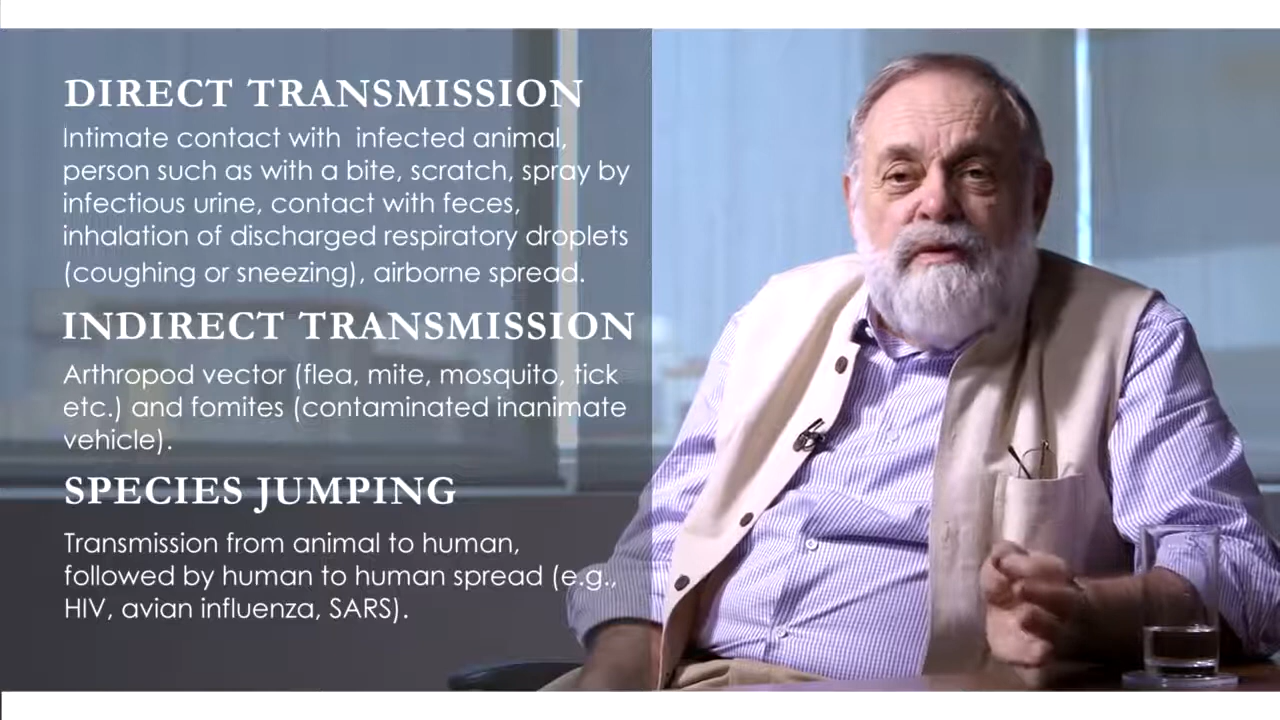 DIRECT TRANSMISSION
Intimate contact with infected animal,
person such as with a bite, scratch, spray by
infectious urine, contact with feces,
inhalation of discharged respiratory droplets
(coughing or sneezing), airborne spread.
INDIRECT TRANSMISSION
Arthropod vector (flea, mite, mosquito, tick
etc.) and fomites (contaminated inanimate
vehicle).
SPECIES JUMPING
Transmission from animal to human,
followed by human to human spread (e.g.,
HIV, avian influenza, SARS).